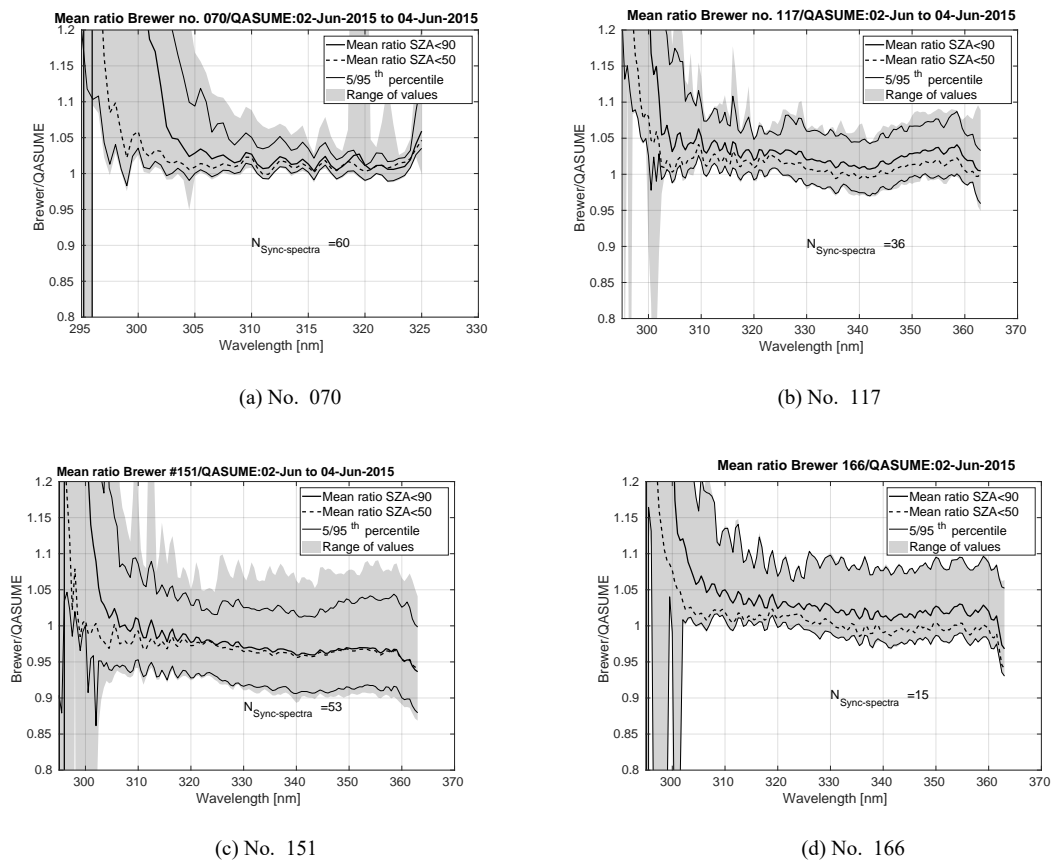 Mean ratio Brewer no. 070/QASUME:02-Jun-2015 to 04-Jun-2015
Mean ratio SZA<90
Mean ratio SZA<50
5/95 th percentile
Range of values
1.2
1.15
1.1
1.05
1
0.95
0.9
0.85
0.8
Brewer/QASUME
N Sync-spectra =60
295 300 305 310 315 320 325 330
Wavelength [nm]
(a) No. 070
Mean ratio Brewer no. 117/QASUME:02-Jun to 04-Jun-2015
Mean ratio SZA<90
Mean ratio SZA<50
5/95 th percentile
Range of values
1.2
1.15
1.1
1.05
1
0.95
0.9
0.85
0.8
Brewer/QASUME
N Sync-spectra =36
300 310 320 330 340 350 360 370
Wavelength [nm]
(b) No. 117
Mean ratio Brewer #151/QASUME:02-Jun to 04-Jun-2015
Mean ratio SZA<90
Mean ratio SZA<50
5/95 th percentile
Range of values
1.2
1.15
1.1
1.05
1
0.95
0.9
0.85
0.8
Brewer/QASUME
N Sync-spectra =53
300 310 320 330 340 350 360 370
Wavelength [nm]
(c) No. 151
Mean ratio Brewer 166/QASUME:02-Jun-2015
Mean ratio SZA<90
Mean ratio SZA<50
5/95 th percentile
Range of values
1.2
1.15
1.1
1.05
1
0.95
0.9
0.85
0.8
Brewer/QASUME
N Sync-spectra =15
300 310 320 330 340 350 360 370
Wavelength [nm]
(d) No. 166